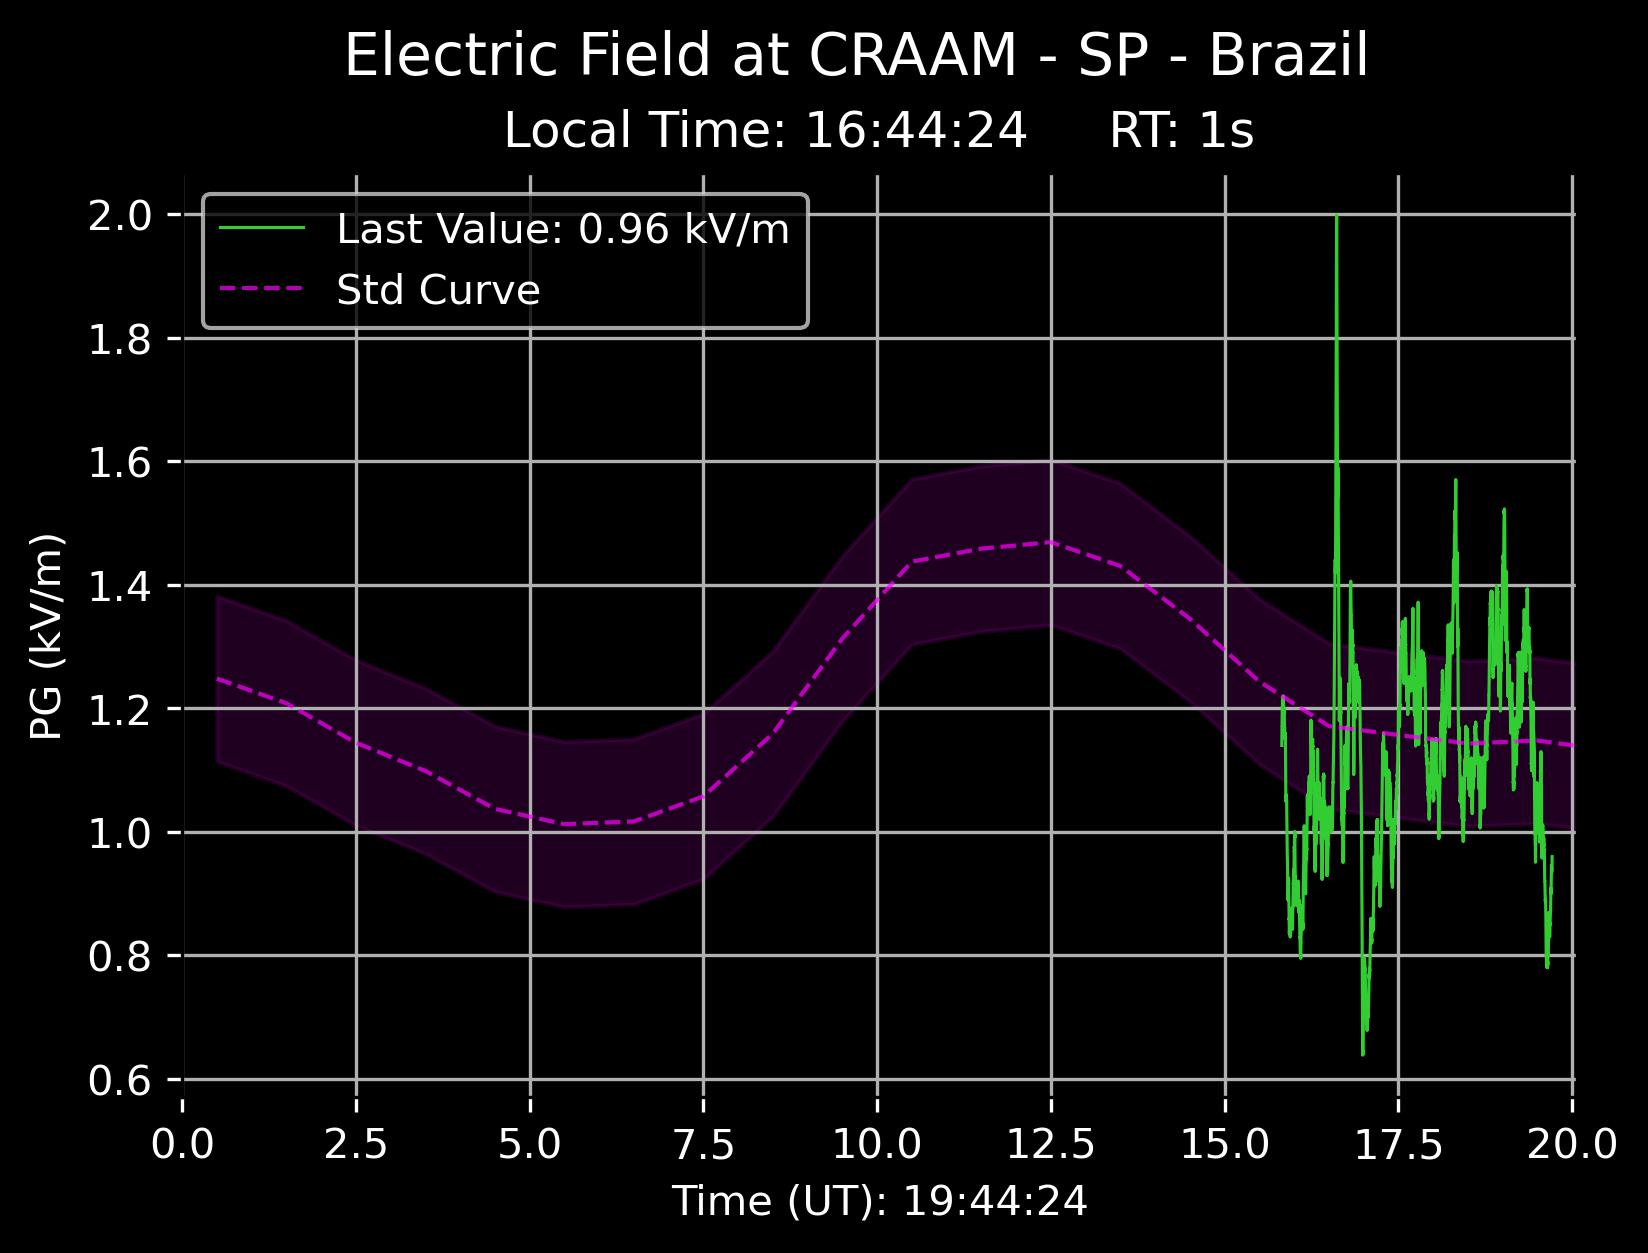 Electric Field at CRAAM - SP - Brazil
Local Time: 16:44:24 RT: 1s
Last Value: 0.96 kV/m
Std Curve
PG (kV/m)
2.0
1.8
1.6
1.4
1.2
1.0
0.8
0.6
0.0 2.5 5.0 7.5 10.0 12.5 15.0 17.5 20.0
Time (UT): 19:44:24